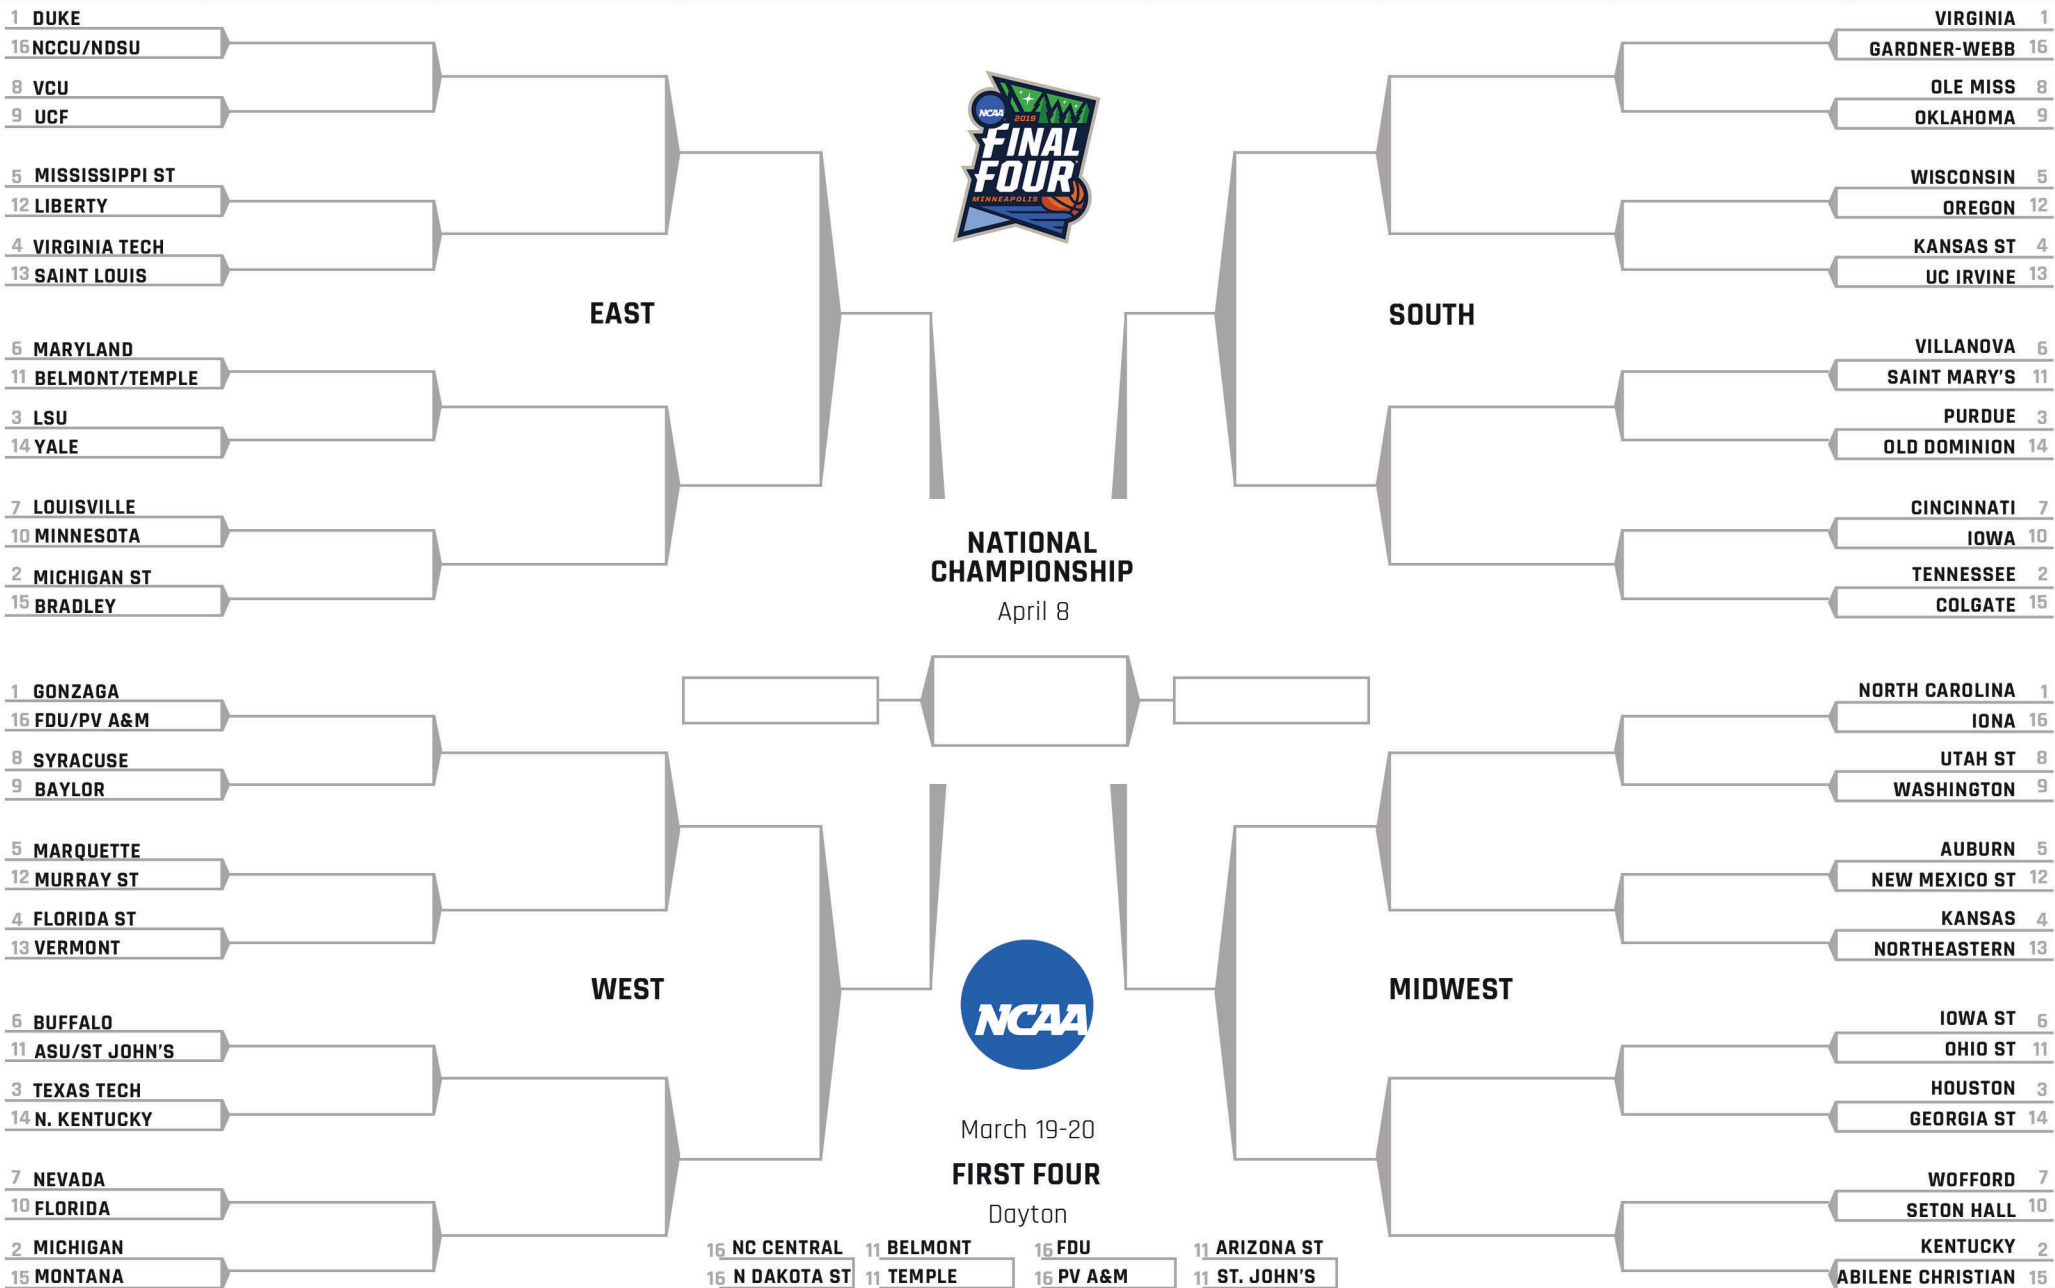 1 DUKE
16 NCCU/NDSU
8 VCU
9 UCF
5 MISSISSIPPI ST
12 LIBERTY
4 VIRGINIA TECH
13 SAINT LOUIS
EAST
6 MARYLAND
11 BELMONT/TEMPLE
3 LSU
14 YALE
7 LOUISVILLE
10 MINNESOTA
2 MICHIGAN ST
15 BRADLEY
1 GONZAGA
16 FDU/PV A&M
8 SYRACUSE
9 BAYLOR
5 MARQUETTE
12 MURRAY ST
4 FLORIDA ST
13 VERMONT
WEST
6 BUFFALO
11 ASU/ST JOHN'S
3 TEXAS TECH
14 N. KENTUCKY
7 NEVADA
10 FLORIDA
2 MICHIGAN
15 MONTANA
NCAA
2019
FINAL
FOUR
MINNEAPOLIS
NATIONAL
CHAMPIONSHIP
April 8
NCAA
March 19-20
FIRST FOUR
Dayton
16 NC CENTRAL
16 N DAKOTA ST
11 BELMONT
11 TEMPLE
16 FDU
16 PV A&M
11 ARIZONA ST
11 ST. JOHN'S
VIRGINIA 1
GARDNER-WEBB 16
OLE MISS 8
OKLAHOMA 9
WISCONSIN 5
OREGON 12
KANSAS ST 4
UC IRVINE 13
SOUTH
VILLANOVA 6
SAINT MARY'S 11
PURDUE 3
OLD DOMINION 14
CINCINNATI 7
IOWA 10
TENNESSEE 2
COLGATE 15
NORTH CAROLINA 1
IONA 16
UTAH ST 8
WASHINGTON 9
AUBURN 5
NEW MEXICO ST 12
KANSAS 4
NORTHEASTERN 13
MIDWEST
IOWA ST 6
OHIO ST 11
HOUSTON 3
GEORGIA ST 14
WOFFORD 7
SETON HALL 10
KENTUCKY 2
ABILENE CHRISTIAN 15